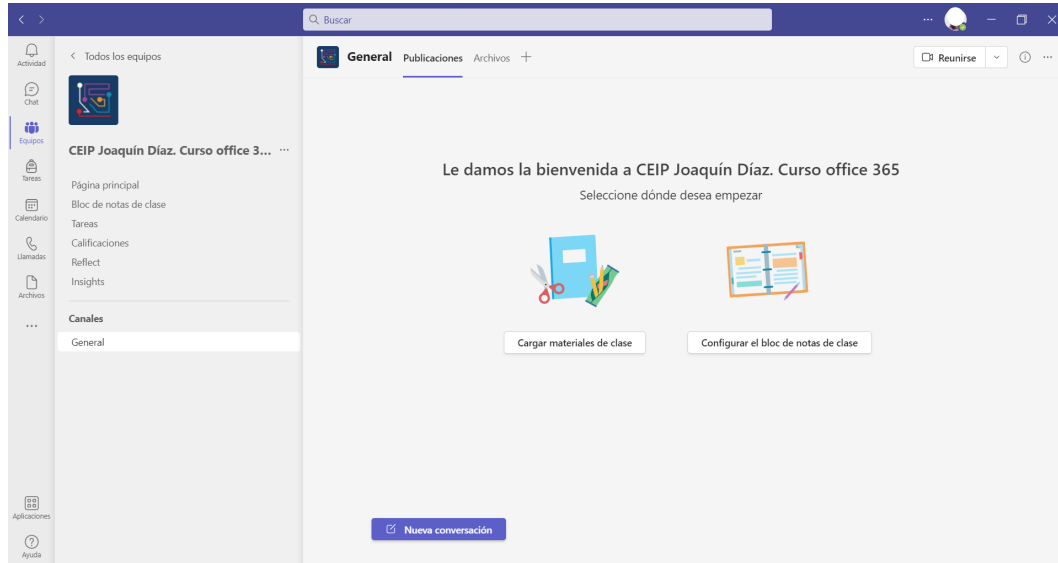 Buscar
Actividad
Chat
Equipos
Tareas
Calendario
Llamadas
Archivos
Aplicaciones
Ayuda
Todos los equipos
CEIP Joaquín Díaz. Curso office 3...
Página principal
Bloc de notas de clase
Tareas
Calificaciones
Reflect
Insights
Canales
General
General Publicaciones Archivos
Reunirse
Le damos la bienvenida a CEIP Joaquín Díaz. Curso office 365
Seleccione dónde desea empezar
Cargar materiales de clase
Configurar el bloc de notas de clase
Nueva conversación